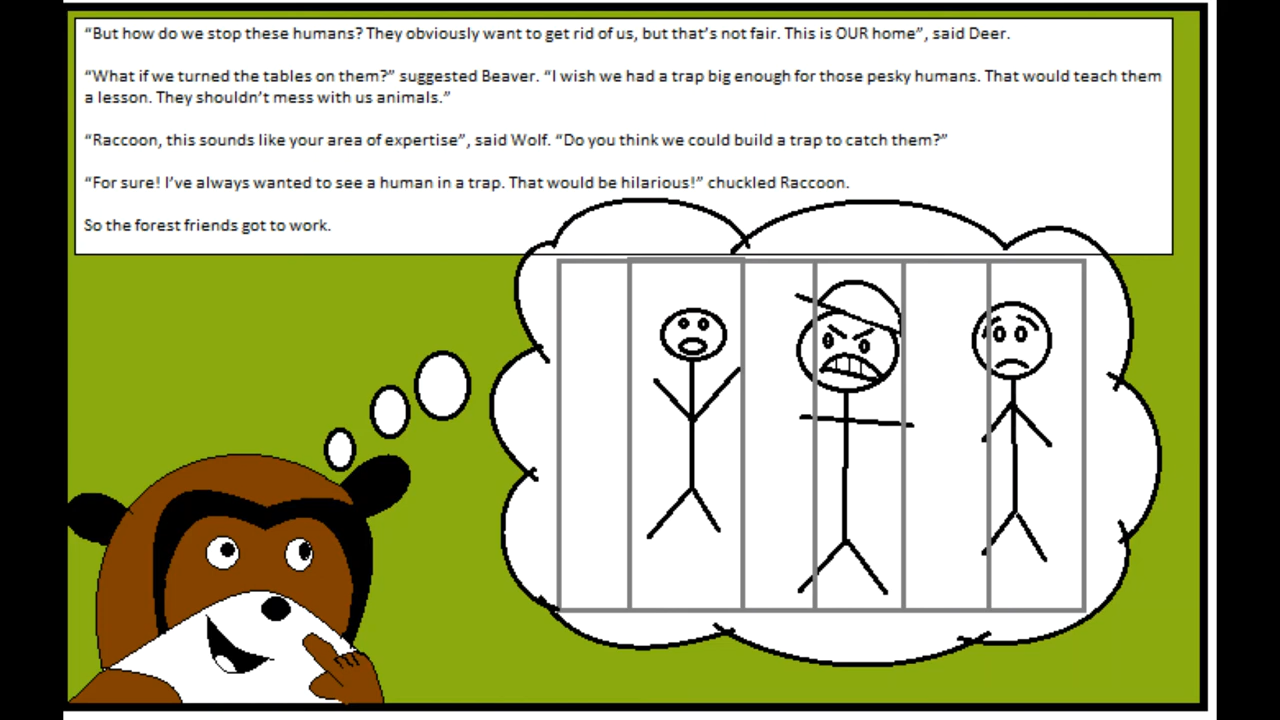 “But how do we stop these humans? They obviously want to get rid of us, but that’s not fair. This is OUR home”, said Deer.
“What if we turned the tables on them?” suggested Beaver. “I wish we had a trap big enough for those pesky humans. That would teach them
a lesson. They shouldn’t mess with us animals.”
“Raccoon, this sounds like your area of expertise”, said Wolf. “Do you think we could build a trap to catch them?”
“For sure! I’ve always wanted to see a human in a trap. That would be hilarious!” chuckled Raccoon.
So the forest friends got to work.